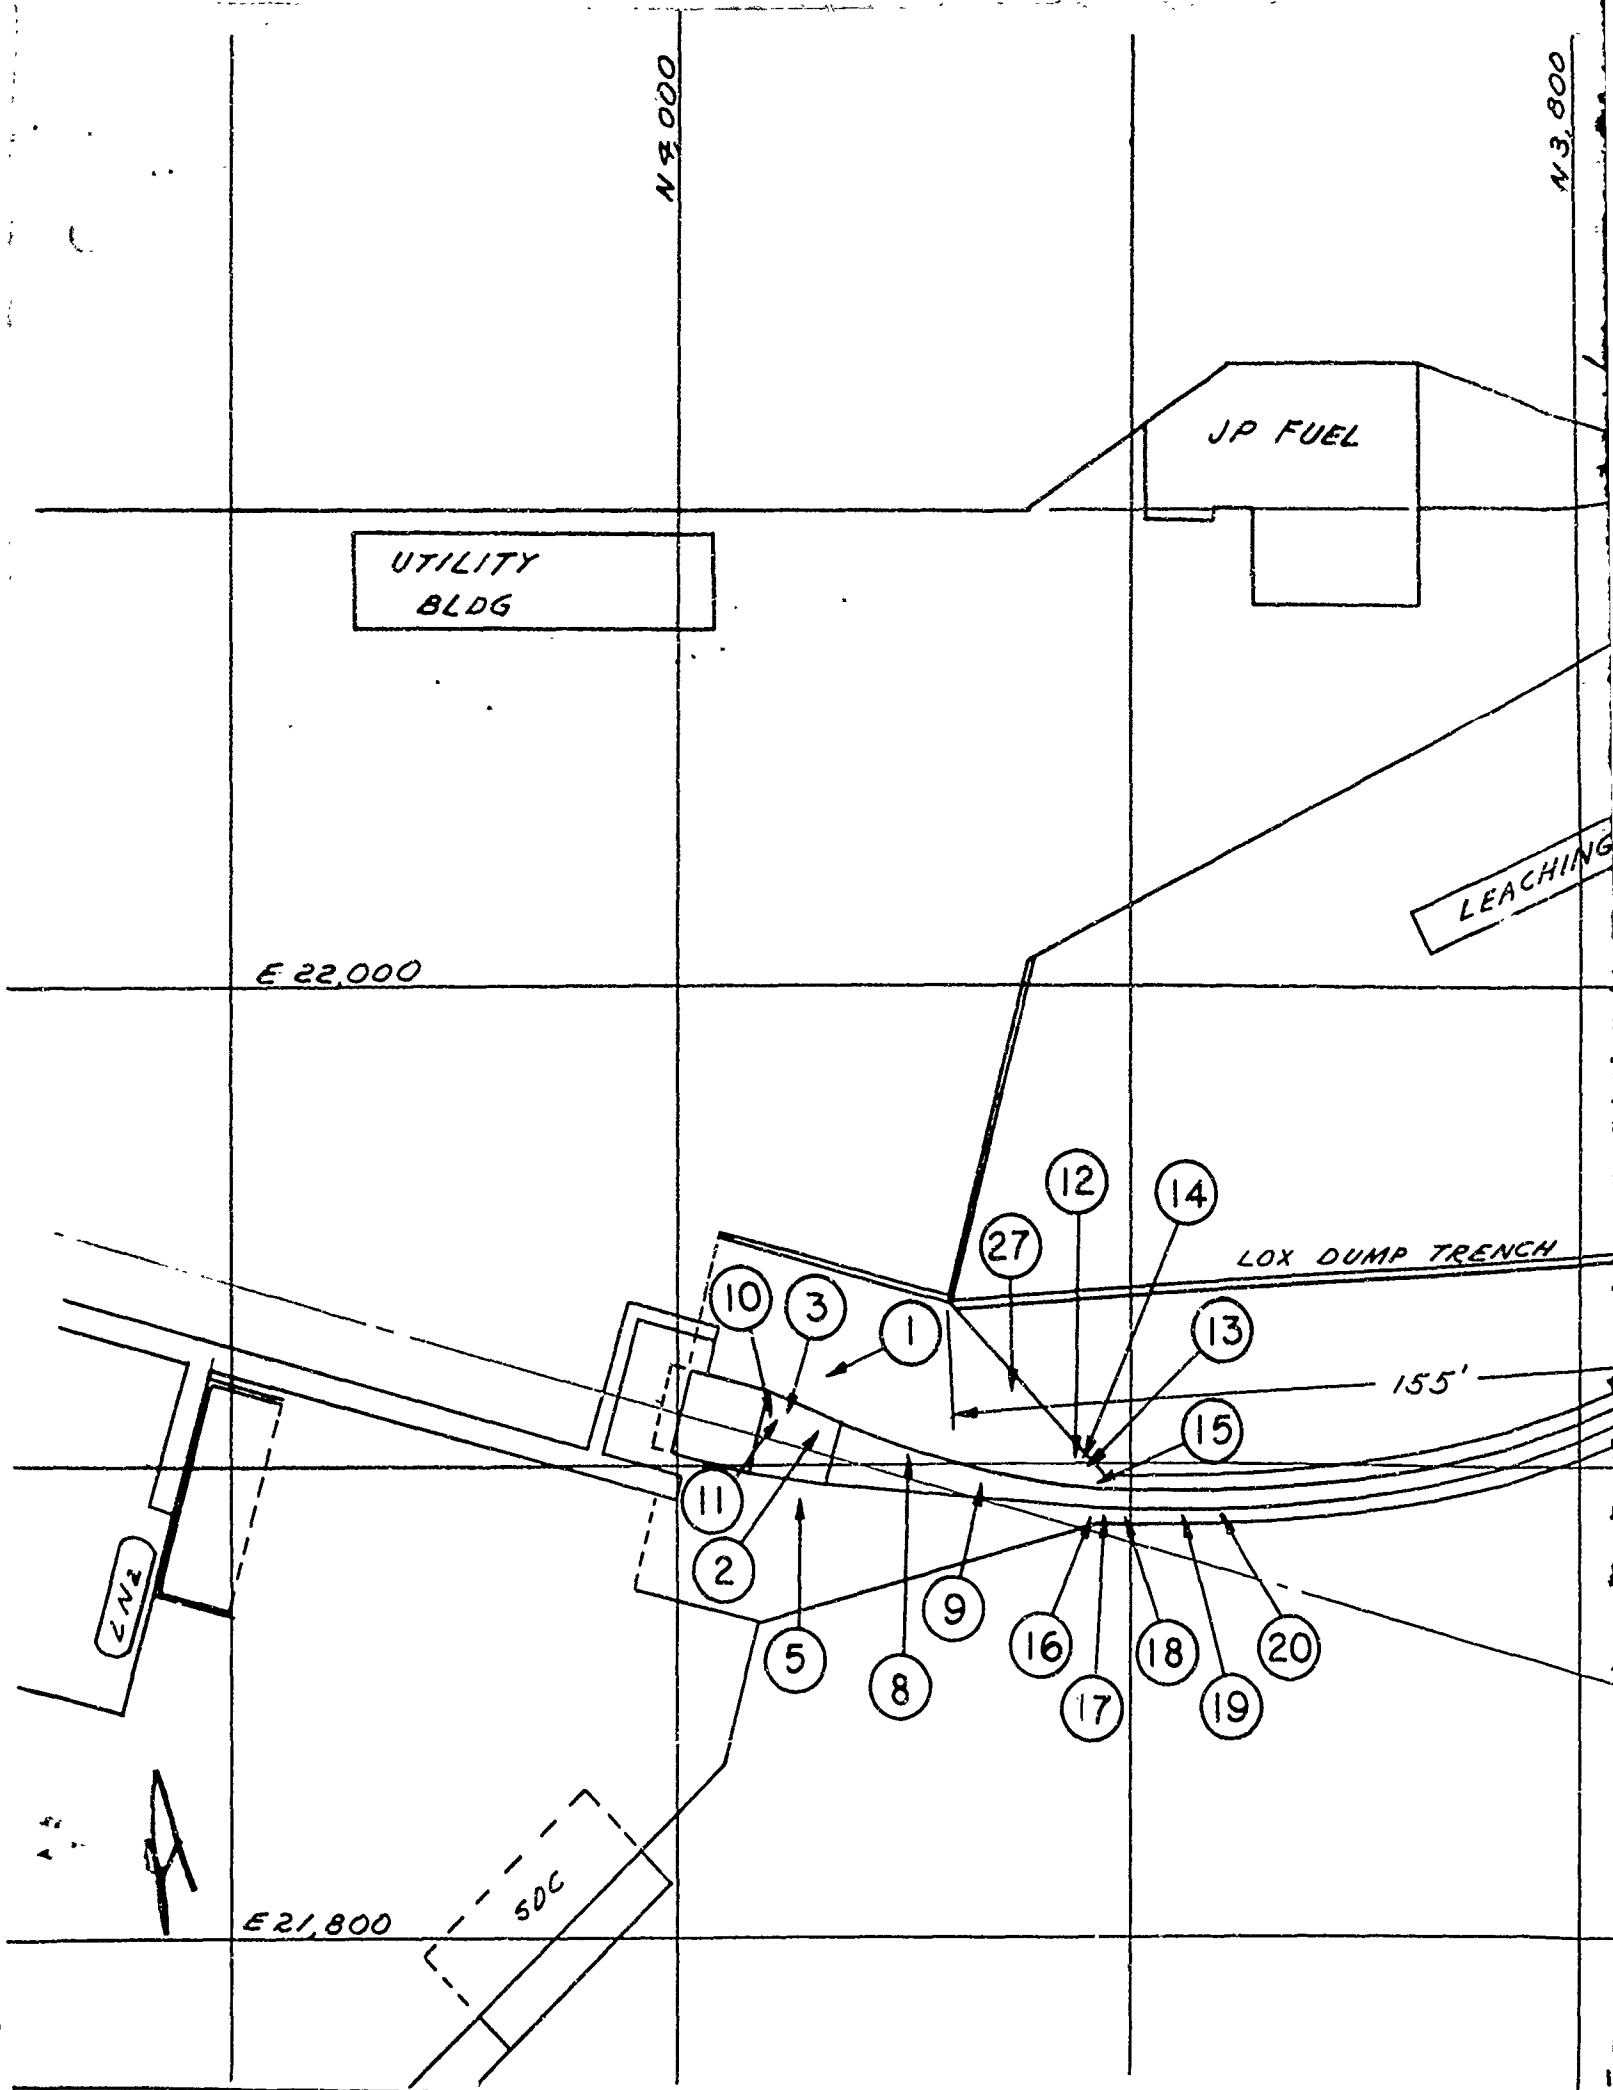 N 4,000
N 3,800
JP FUEL
UTILITY
BLDG
LEACHING
E 22,000
12
14
27
LOX DUMP TRENCH
10
3
1
13
155'
15
11
2
LN2
9
5
8
16
18
20
17
19
SDC
E 21,800